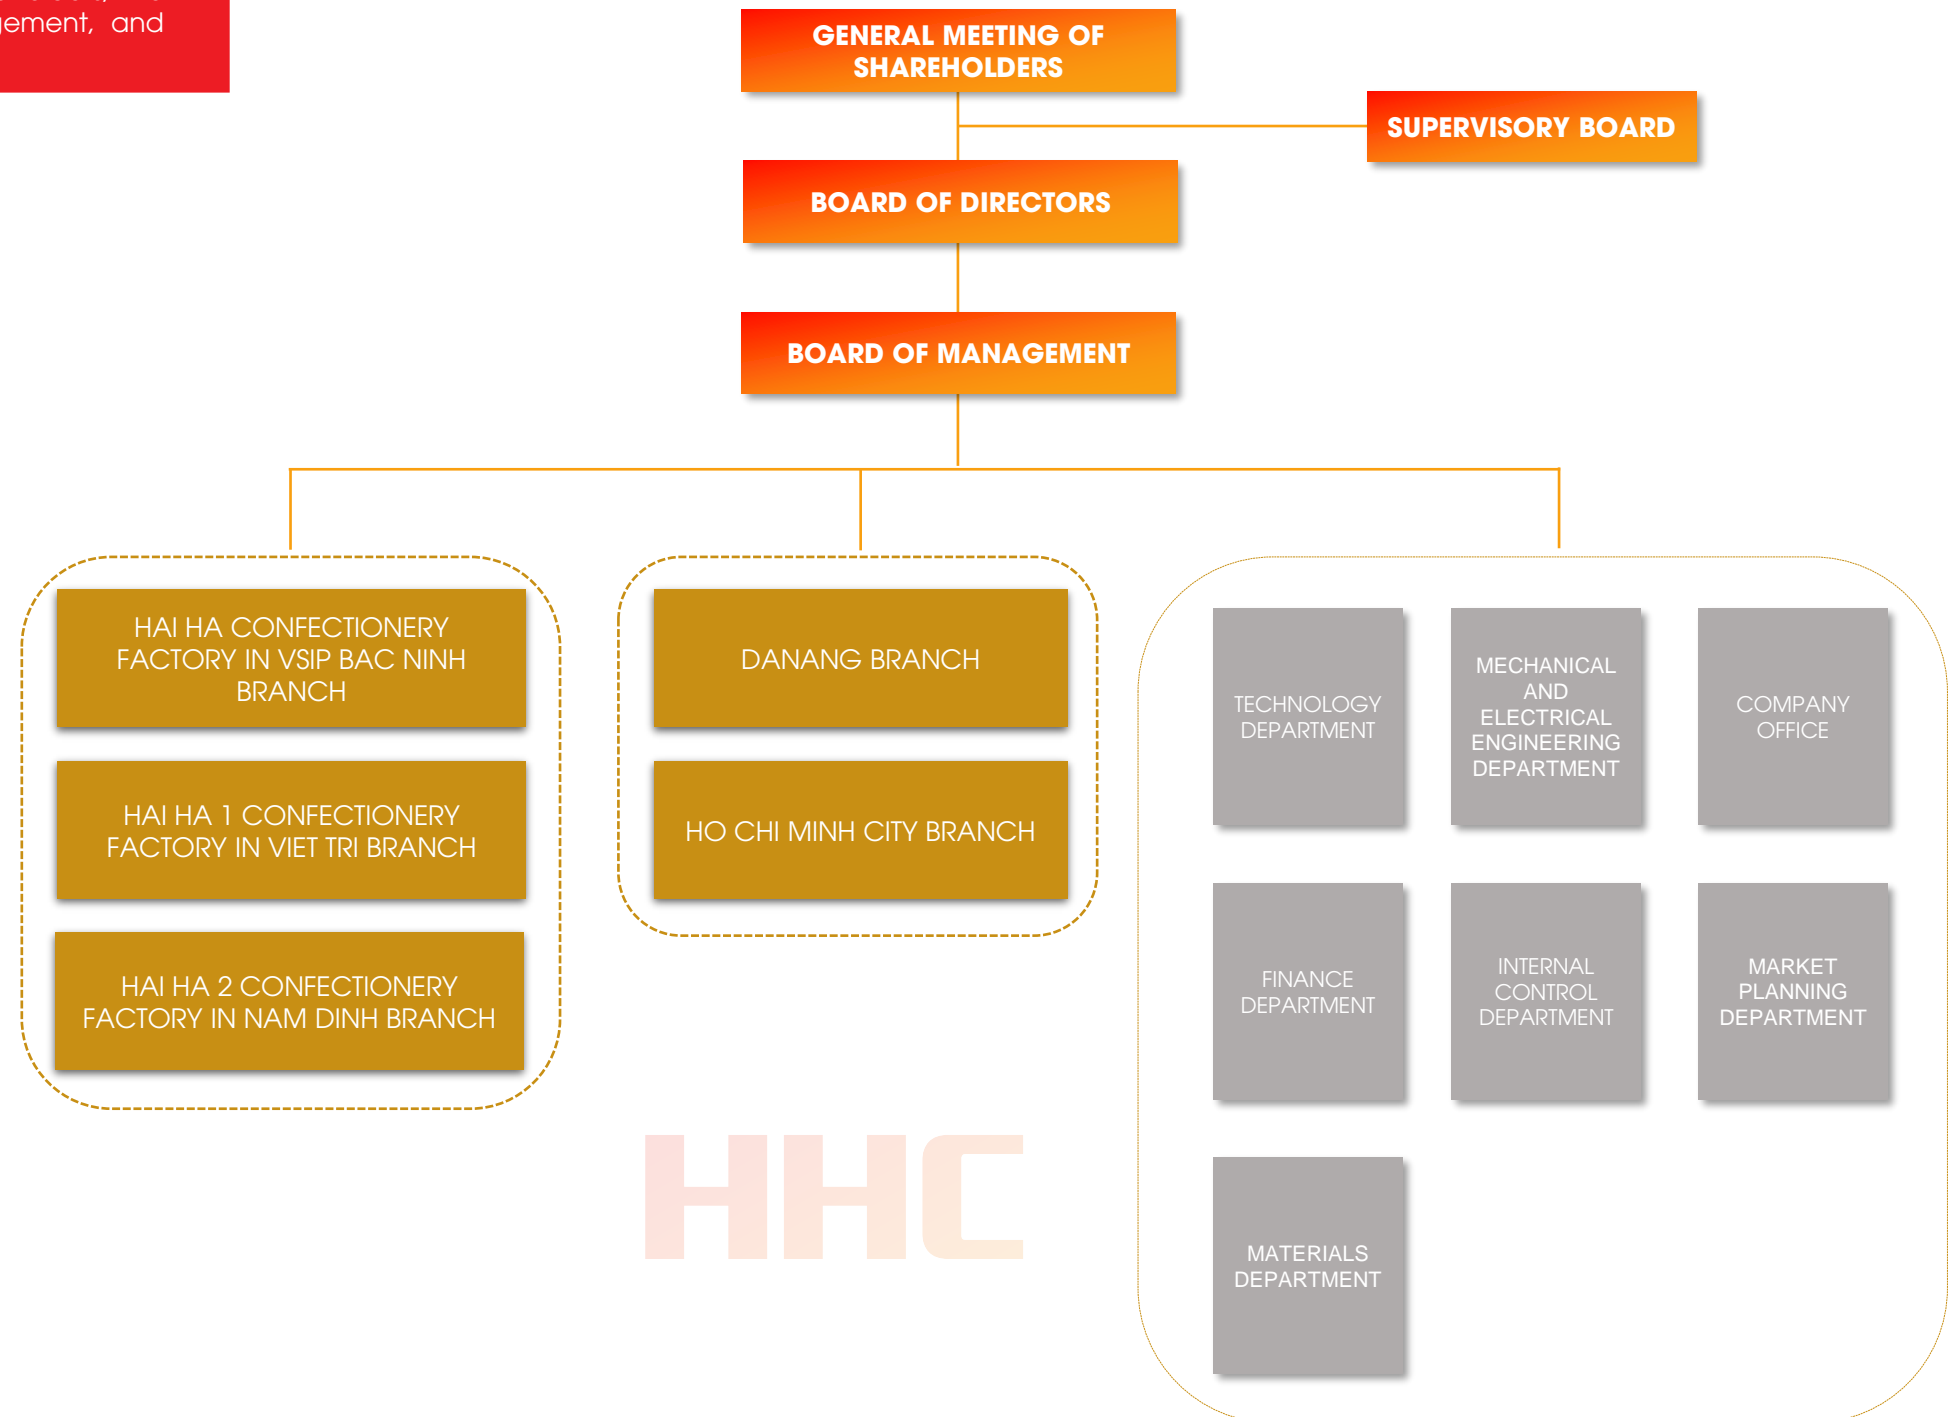 gement, and
GENERAL MEETING OF
SHAREHOLDERS
SUPERVISORY BOARD
BOARD OF DIRECTORS
BOARD OF MANAGEMENT
HAI HA CONFECTIONERY
FACTORY IN VSIP BAC NINH
BRANCH
HAI HA 1 CONFECTIONERY
FACTORY IN VIET TRI BRANCH
HAI HA 2 CONFECTIONERY
FACTORY IN NAM DINH BRANCH
DANANG BRANCH
HO CHI MINH CITY BRANCH
TECHNOLOGY
DEPARTMENT
MECHANICAL
AND
ELECTRICAL
ENGINEERING
DEPARTMENT
COMPANY
OFFICE
FINANCE
DEPARTMENT
INTERNAL
CONTROL
DEPARTMENT
MARKET
PLANNING
DEPARTMENT
MATERIALS
DEPARTMENT
HHC